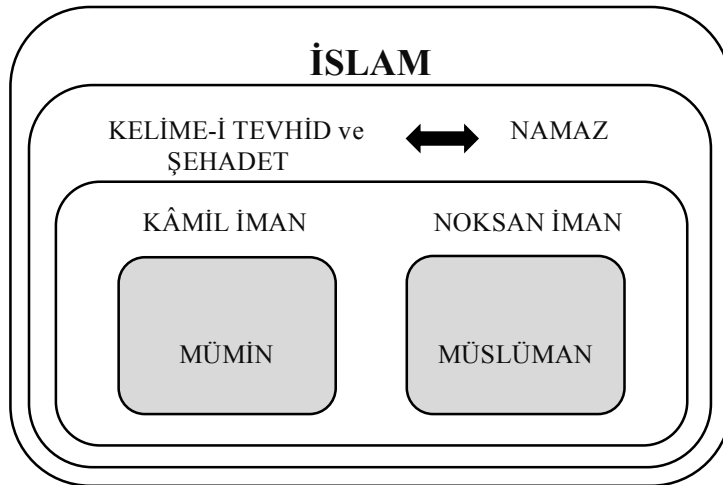 İSLAM
KELİME-İ TEVHİD ve ŞEHADET
NAMAZ
KÂMİL İMAN
NOKSAN İMAN
MÜMİN
MÜSLÜMAN